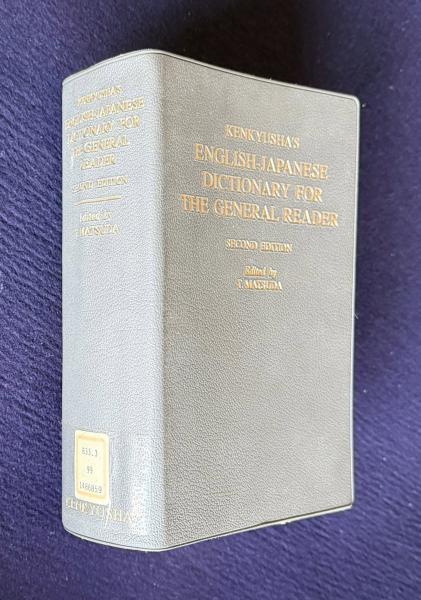 KENKYUSHA'S
ENGLISH-JAPANESE
DICTIONARY FOR
THE GENERAL READER
SECOND EDITION
Edited by
T. MATSUDA
KENKYUSHA'S
ENGLISH-JAPANESE
DICTIONARY FOR
THE GENERAL
READER
SECOND EDITION
Edited by
T. MATSUDA
833.3
99
KENKYUSHA